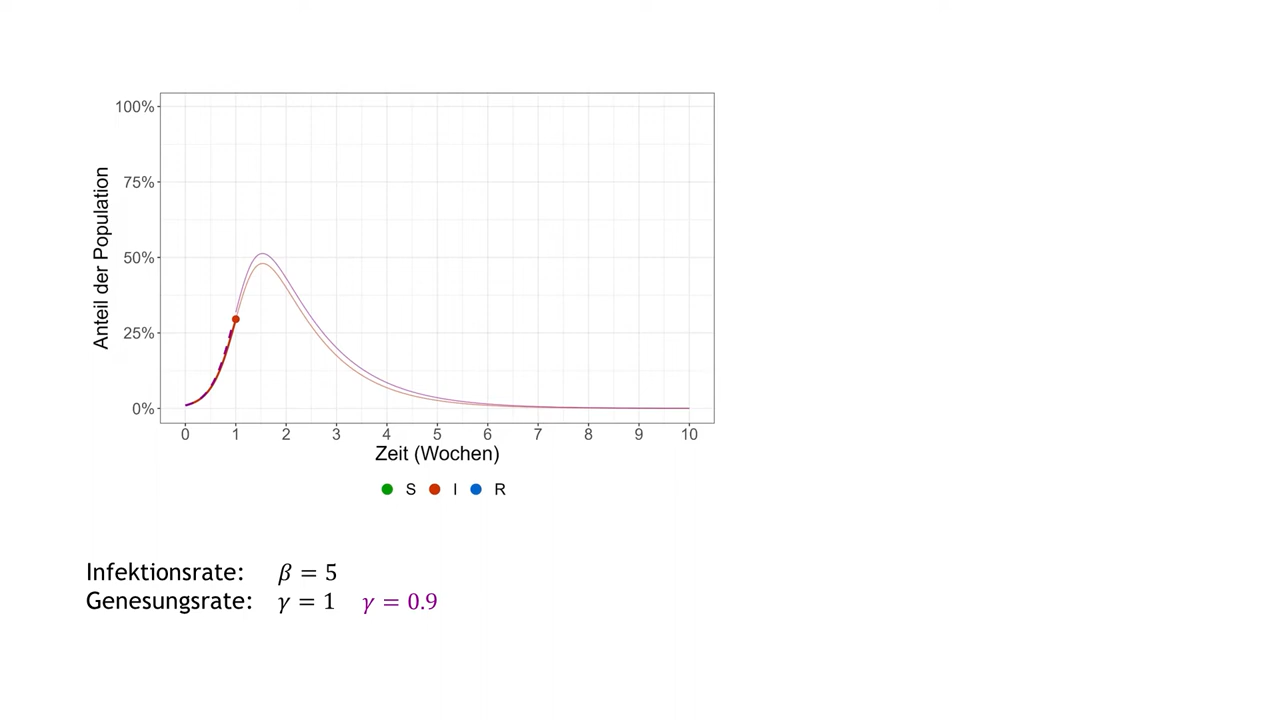 100%
75%
50%
25%
0%
Anteil der Population
0 1 2 3 4 5 6 7 8 9 10
Zeit (Wochen)
S I R
Infektionsrate: β = 5
Genesungsrate: γ = 1 γ = 0.9